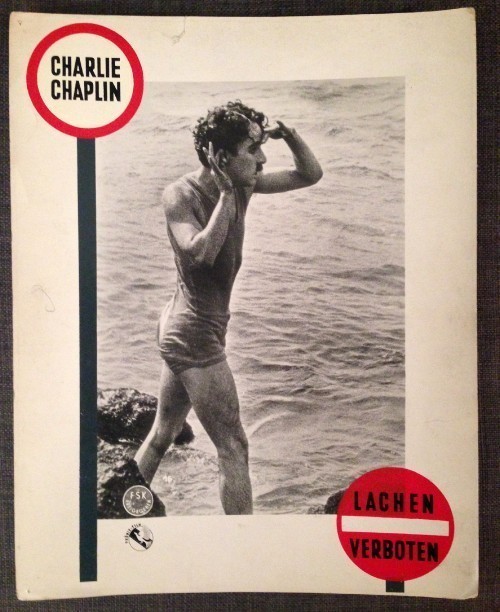 CHARLIE
CHAPLIN
FSK
LACHEN
VERBOTEN